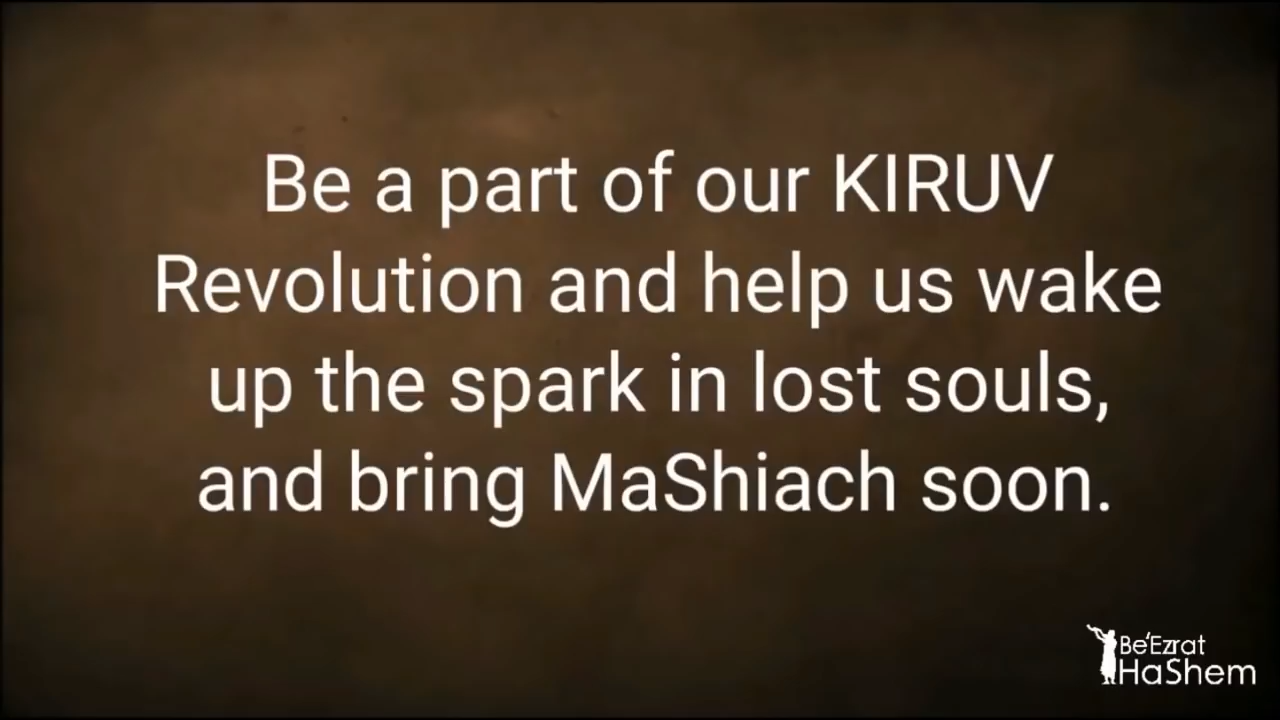 Be a part of our KIRUV
Revolution and help us wake
up the spark in lost souls,
and bring MaShiach soon.
Be'Ezrat
HaShem